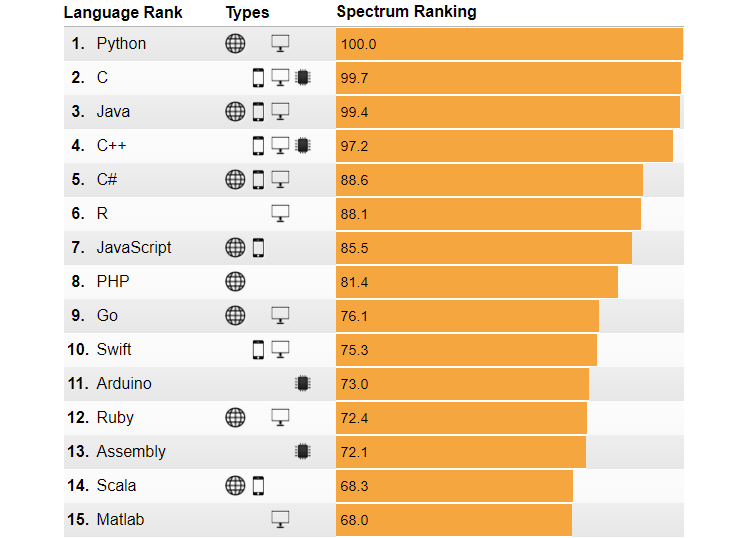 Language Rank Types Spectrum Ranking
1. Python 100.0
2. C 99.7
3. Java 99.4
4. C++ 97.2
5. C# 88.6
6. R 88.1
7. JavaScript 85.5
8. PHP 81.4
9. Go 76.1
10. Swift 75.3
11. Arduino 73.0
12. Ruby 72.4
13. Assembly 72.1
14. Scala 68.3
15. Matlab 68.0